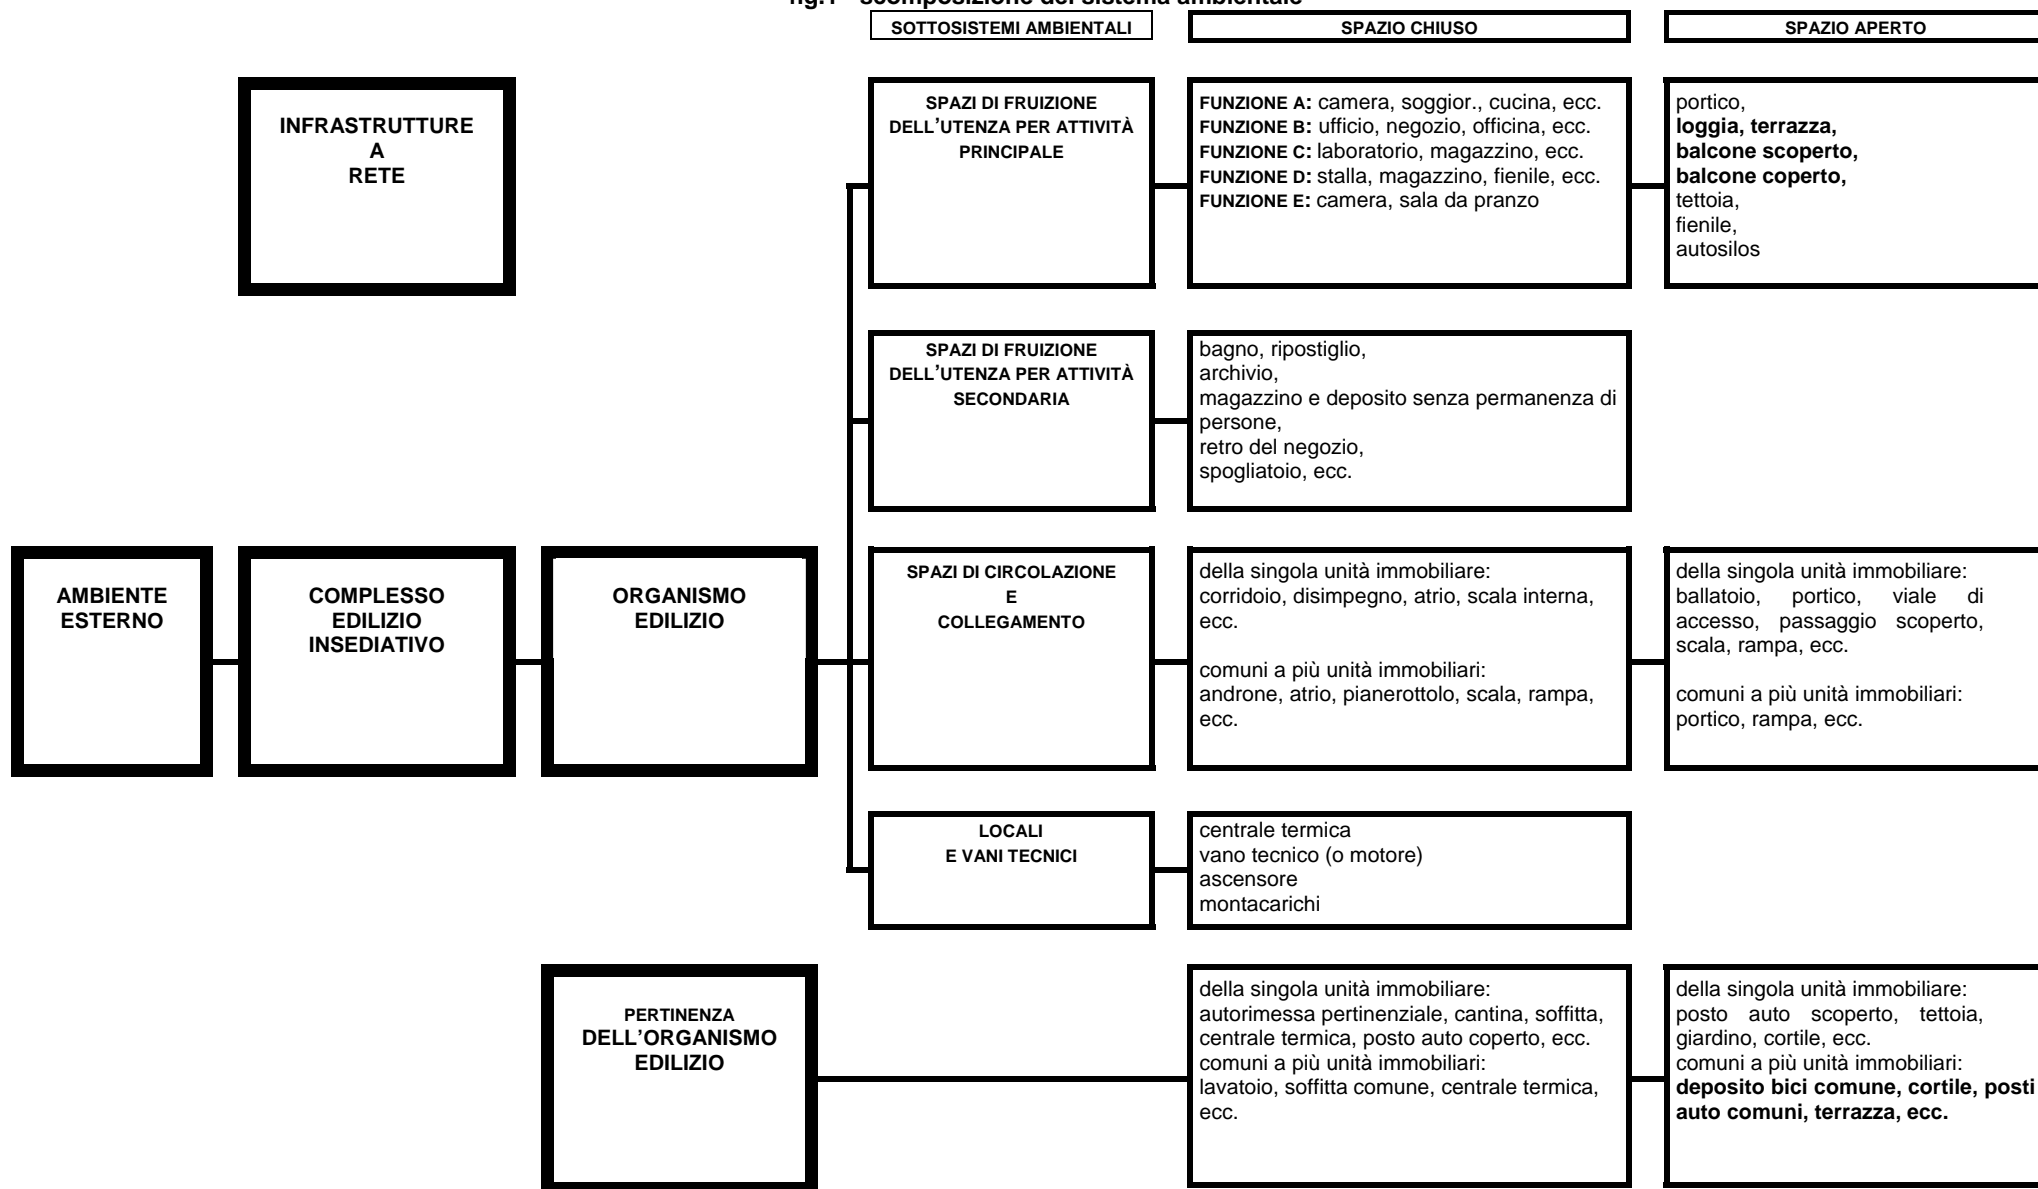 fig.1 - scomposizione del sistema ambientale
SOTTOSISTEMI AMBIENTALI
SPAZIO CHIUSO
SPAZIO APERTO
INFRASTRUTTURE
A
RETE
SPAZI DI FRUIZIONE
DELL'UTENZA PER ATTIVITÀ
PRINCIPALE
FUNZIONE A: camera, soggior., cucina, ecc.
FUNZIONE B: ufficio, negozio, officina, ecc.
FUNZIONE C: laboratorio, magazzino, ecc.
FUNZIONE D: stalla, magazzino, fienile, ecc.
FUNZIONE E: camera, sala da pranzo
portico,
loggia, terrazza,
balcone scoperto,
balcone coperto,
tettoia,
fienile,
autosilos
SPAZI DI FRUIZIONE
DELL'UTENZA PER ATTIVITÀ
SECONDARIA
bagno, ripostiglio,
archivio,
magazzino e deposito senza permanenza di
persone,
retro del negozio,
spogliatoio, ecc.
AMBIENTE
ESTERNO
COMPLESSO
EDILIZIO
INSEDIATIVO
ORGANISMO
EDILIZIO
SPAZI DI CIRCOLAZIONE
E
COLLEGAMENTO
della singola unità immobiliare:
corridoio, disimpegno, atrio, scala interna,
ecc.
comuni a più unità immobiliari:
androne, atrio, pianerottolo, scala, rampa,
ecc.
della singola unità immobiliare:
ballatoio, portico, viale di
accesso, passaggio scoperto,
scala, rampa, ecc.
comuni a più unità immobiliari:
portico, rampa, ecc.
LOCALI
E VANI TECNICI
centrale termica
vano tecnico (o motore)
ascensore
montacarichi
PERTINENZA
DELL'ORGANISMO
EDILIZIO
della singola unità immobiliare:
autorimessa pertinenziale, cantina, soffitta,
centrale termica, posto auto coperto, ecc.
comuni a più unità immobiliari:
lavatoio, soffitta comune, centrale termica,
ecc.
della singola unità immobiliare:
posto auto scoperto, tettoia,
giardino, cortile, ecc.
comuni a più unità immobiliari:
deposito bici comune, cortile, posti
auto comuni, terrazza, ecc.